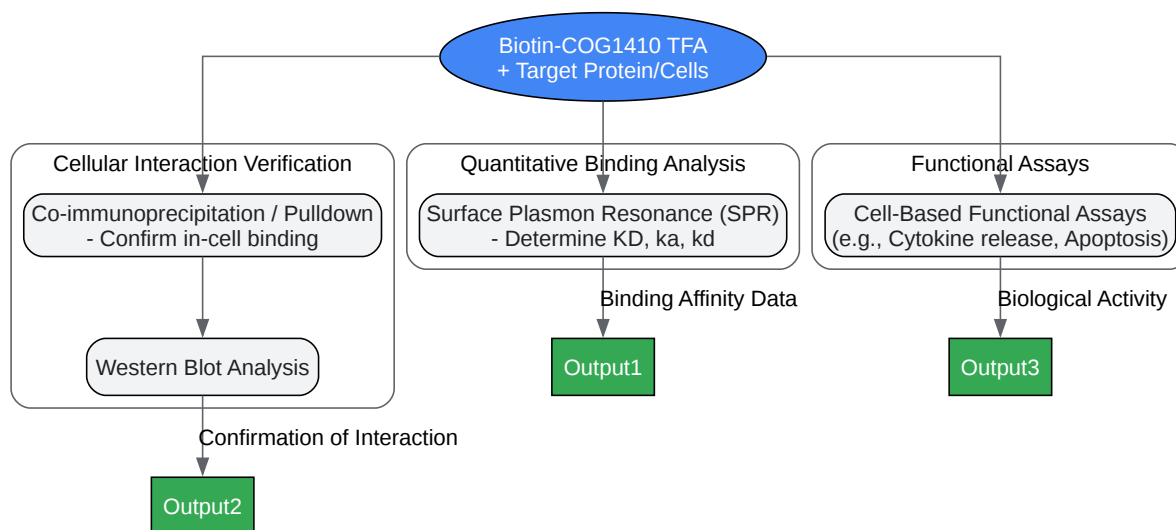 Biotin-COG1410 TFA
+ Target Protein/Cells
Cellular Interaction Verification
Co-immunoprecipitation / Pulldown
- Confirm in-cell binding
Western Blot Analysis
Confirmation of Interaction
Output2
Quantitative Binding Analysis
Surface Plasmon Resonance (SPR)
- Determine KD, ka, kd
Binding Affinity Data
Output1
Functional Assays
Cell-Based Functional Assays
(e.g., Cytokine release, Apoptosis)
Biological Activity
Output3